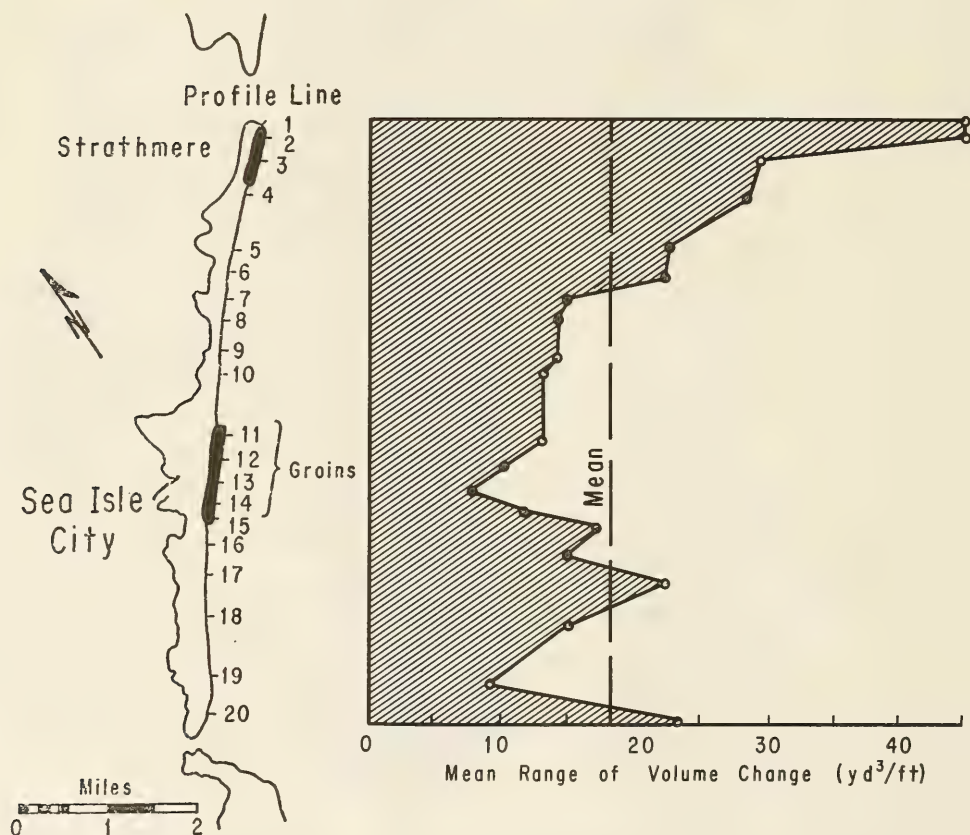 Profile Line
Strathmere
1
2
3
4
5
6
7
8
9
10
11
12
13
14
15
16
17
18
19
20
Groins
Sea Isle
City
N
Miles
0 1 2
Mean
0 10 20 30 40
Mean Range of Volume Change (yd³/ft)